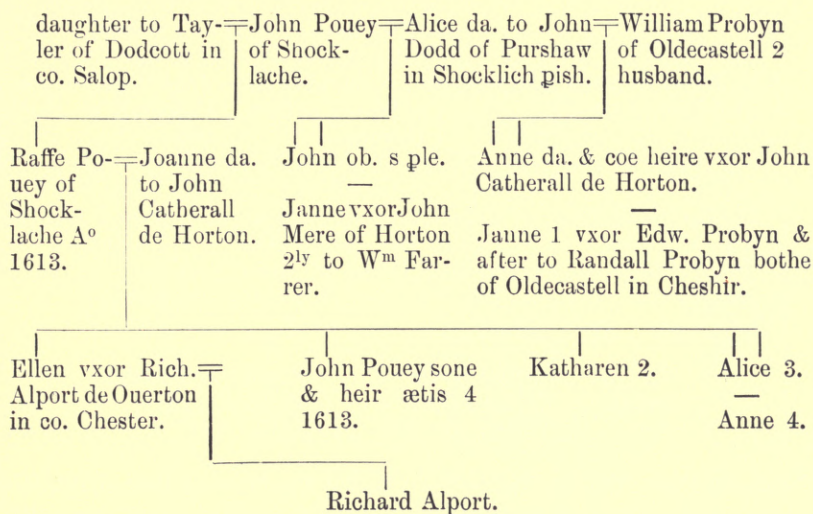 daughter to Tay-
ler of Dodcott in
co. Salop.
John Pouey
of Shock-
lache.
Alice da. to John
Dodd of Purshaw
in Shocklich ꝑish.
William Probyn
of Oldecastell 2
husband.
Raffe Po-
uey of
Shock-
lache Aº
1613.
Joanne da.
to John
Catherall
de Horton.
John ob. s ple.
—
Janne vxor John
Mere of Horton
2ly to Wm Far-
rer.
Anne da. & coe heire vxor John
Catherall de Horton.
—
Janne 1 vxor Edw. Probyn &
after to Randall Probyn bothe
of Oldecastell in Cheshir.
Ellen vxor Rich.
Alport de Ouerton
in co. Chester.
John Pouey sone
& heir ætis 4
1613.
Katharen 2.
Alice 3.
—
Anne 4.
Richard Alport.